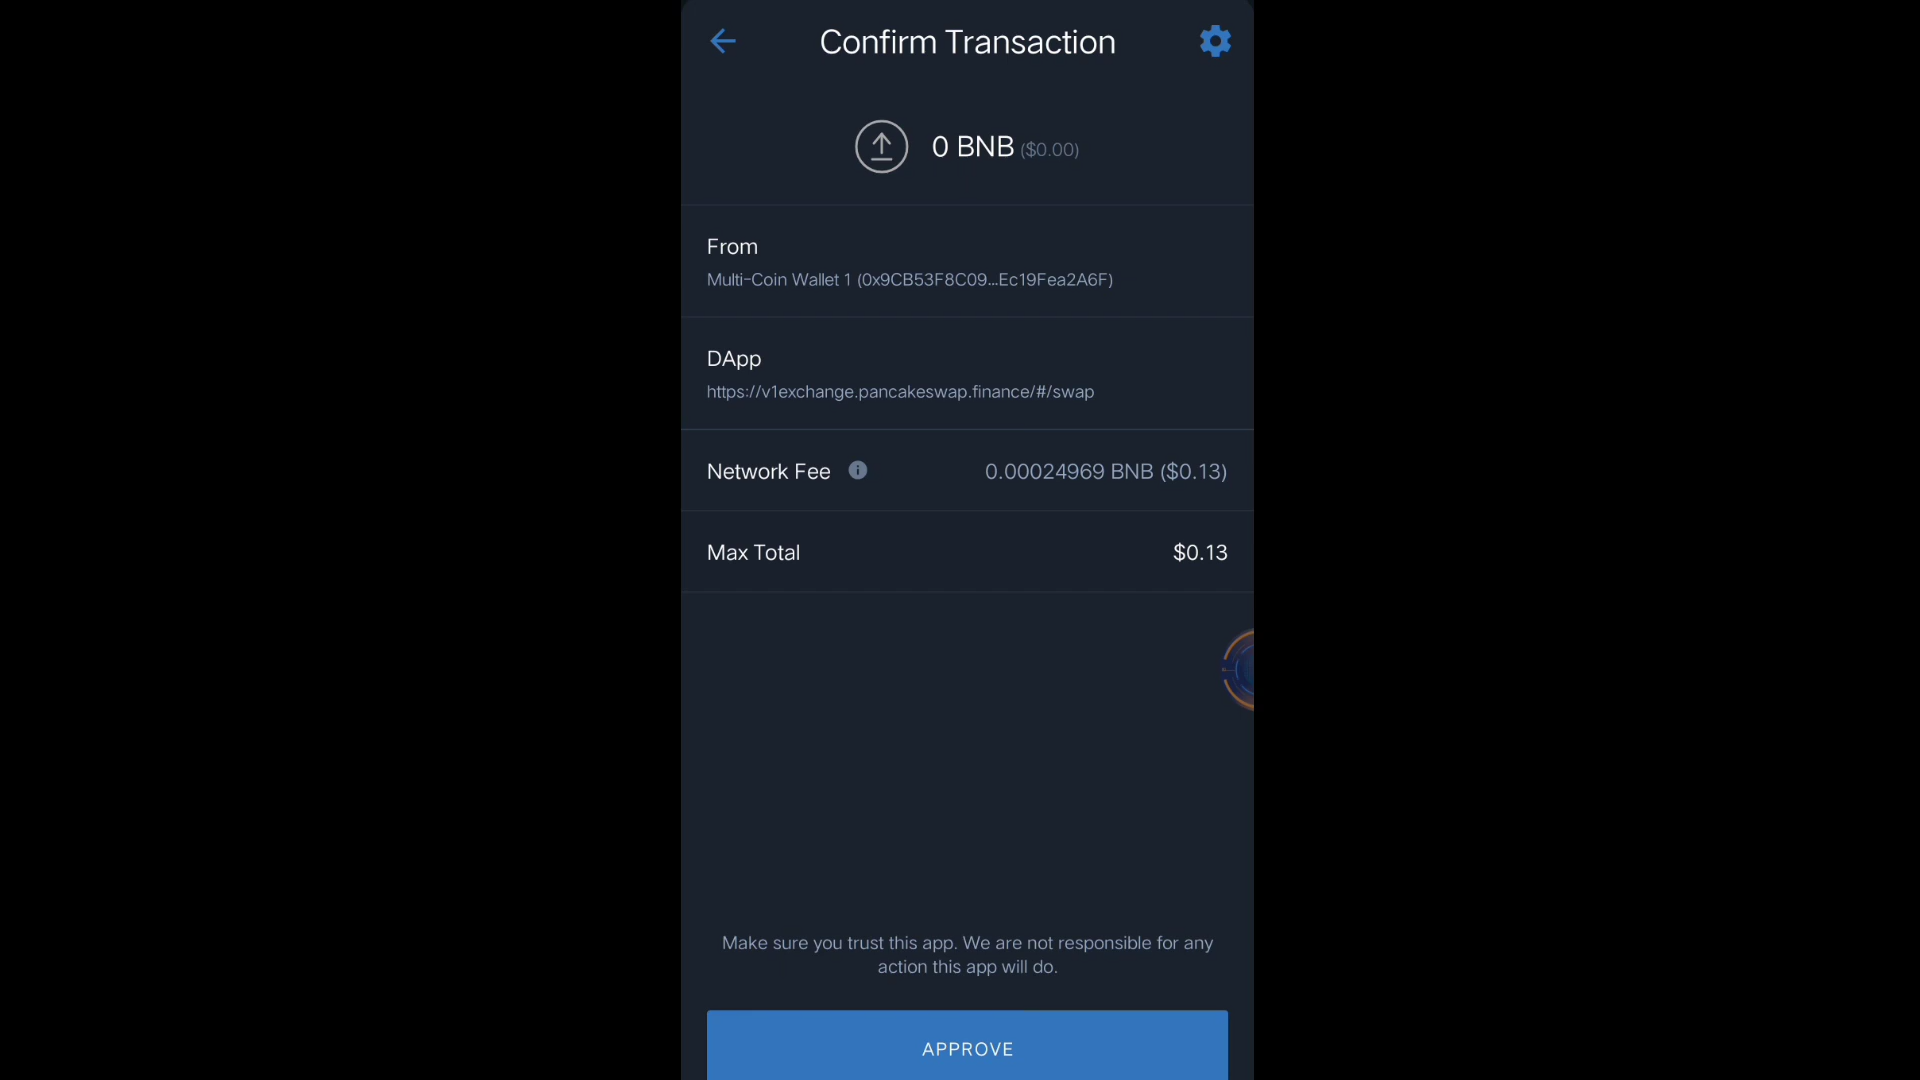 Confirm Transaction
0 BNB ($0.00)
From
Multi-Coin Wallet 1 (0x9CB53F8C09...Ec19Fea2A6F)
DApp
https://v1exchange.pancakeswap.finance/#/swap
Network Fee 0.00024969 BNB ($0.13)
Max Total $0.13
Make sure you trust this app. We are not responsible for any
action this app will do.
APPROVE